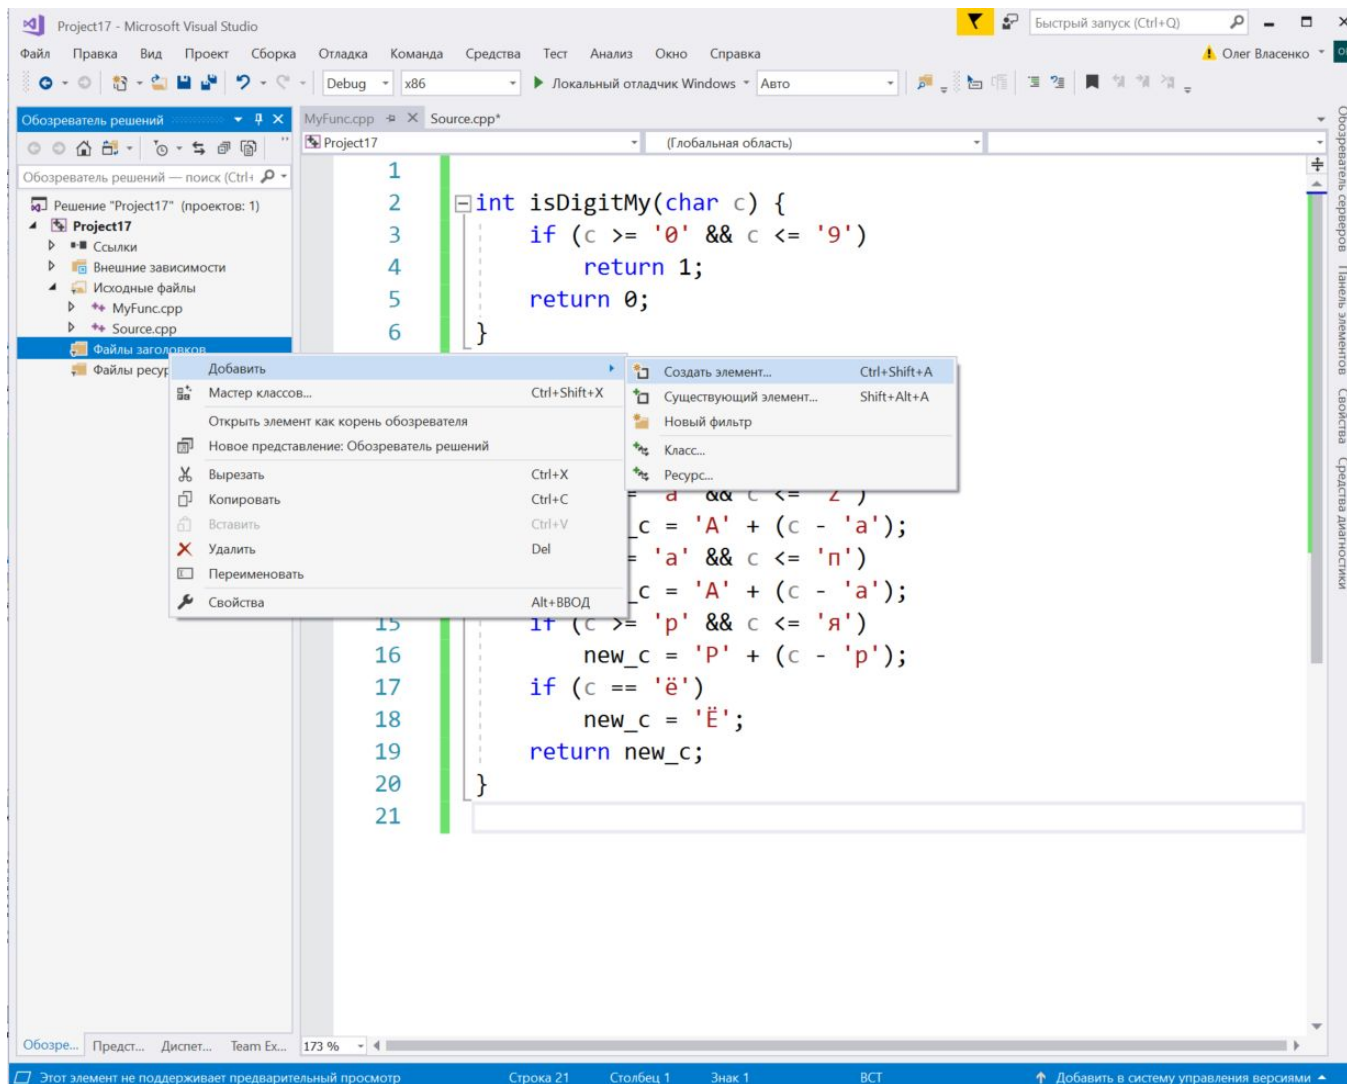 Project17 - Microsoft Visual Studio
Быстрый запуск (Ctrl+Q)
Файл Правка Вид Проект Сборка Отладка Команда Средства Тест Анализ Окно Справка
Олег Власенко
Debug x86 Локальный отладчик Windows Авто
Обозреватель решений
MyFunc.cpp Source.cpp*
Project17 (Глобальная область)
Обозреватель решений — поиск (Ctrl+
Решение "Project17" (проектов: 1)
Project17
Ссылки
Внешние зависимости
Исходные файлы
MyFunc.cpp
Source.cpp
Файлы заголовков
Файлы ресур
Добавить
Мастер классов... Ctrl+Shift+X
Открыть элемент как корень обозревателя
Новое представление: Обозреватель решений
Вырезать Ctrl+X
Копировать Ctrl+C
Вставить Ctrl+V
Удалить Del
Переименовать
Свойства Alt+ВВОД
Создать элемент... Ctrl+Shift+A
Существующий элемент... Shift+Alt+A
Новый фильтр
Класс...
Ресурс...
1
2 int isDigitMy(char c) {
3 if (c >= '0' && c <= '9')
4 return 1;
5 return 0;
6 }
= 'a' && c <= 'z')
_c = 'A' + (c - 'a');
= 'а' && c <= 'п')
_c = 'А' + (c - 'а');
15 if (c >= 'р' && c <= 'я')
16 new_c = 'Р' + (c - 'р');
17 if (c == 'ё')
18 new_c = 'Ё';
19 return new_c;
20 }
21
Обозреватель серверов
Панель элементов
Свойства
Средства диагностики
Обозре... Предст... Диспет... Team Ex...
173 %
Этот элемент не поддерживает предварительный просмотр Строка 21 Столбец 1 Знак 1 ВСТ Добавить в систему управления версиями